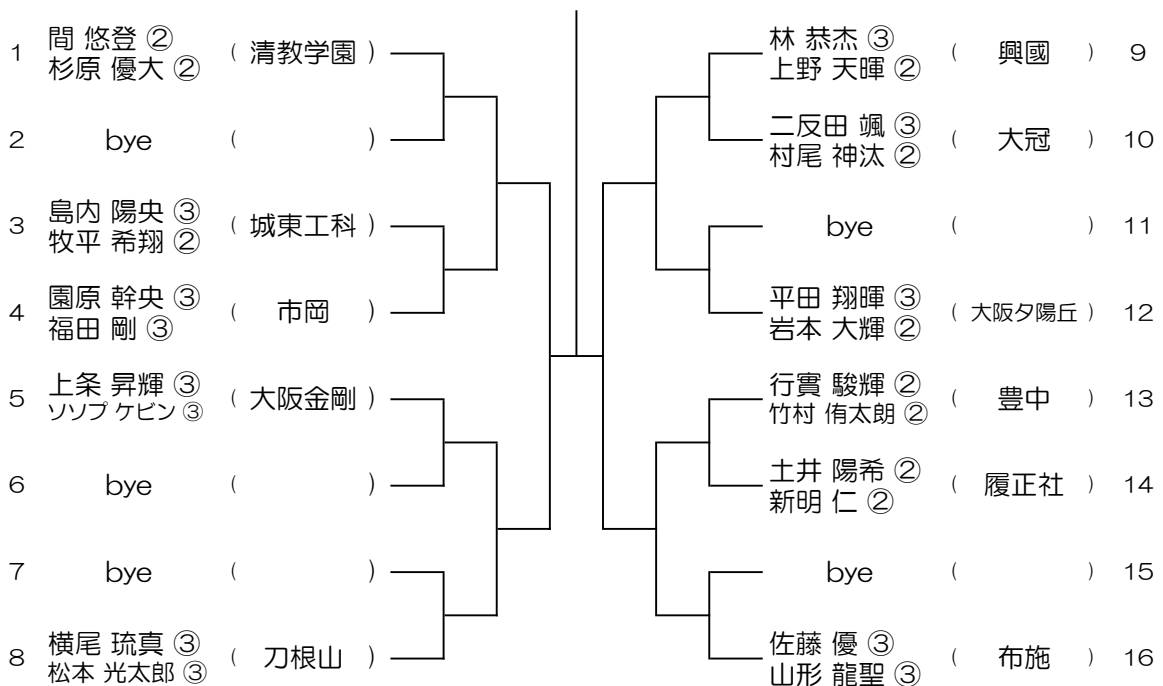 1 間 悠登 ② ( 清教学園 )
杉原 優大 ②
2 bye ( )
3 島内 陽央 ③ ( 城東工科 )
牧平 希翔 ②
4 園原 幹央 ③ ( 市岡 )
福田 剛 ③
5 上条 昇輝 ③ ( 大阪金剛 )
ソソプ ケビン ③
6 bye ( )
7 bye ( )
8 横尾 琉真 ③ ( 刀根山 )
松本 光太郎 ③
林 恭杰 ③ ( 興國 ) 9
上野 天暉 ②
二反田 颯 ③ ( 大冠 ) 10
村尾 神汰 ②
bye ( ) 11
平田 翔暉 ③ ( 大阪夕陽丘 ) 12
岩本 大輝 ②
行實 駿輝 ② ( 豊中 ) 13
竹村 侑太朗 ②
土井 陽希 ② ( 履正社 ) 14
新明 仁 ②
bye ( ) 15
佐藤 優 ③ ( 布施 ) 16
山形 龍聖 ③